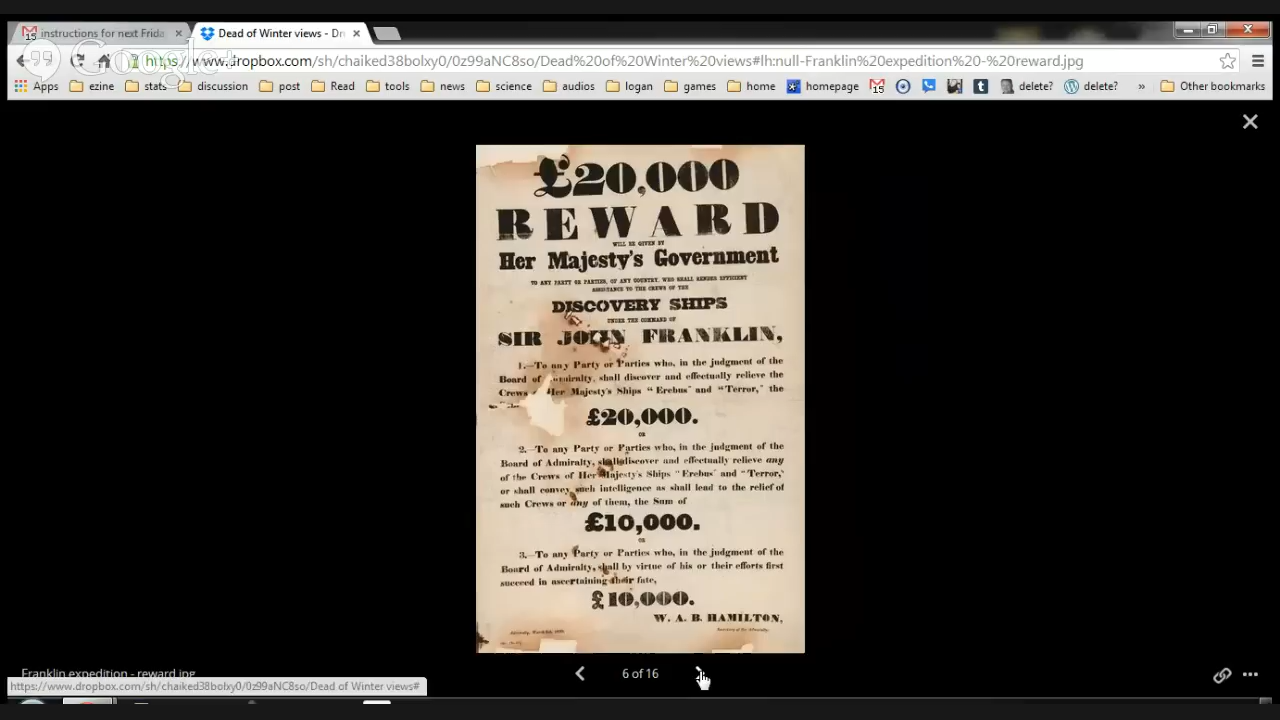 instructions for next Frida
Dead of Winter views - Dr
Google+
https://www.dropbox.com/sh/chaiked38bolxy0/0z99aNC8so/Dead%20of%20Winter%20views#lh:null-Franklin%20expedition%20-%20reward.jpg
Apps ezine stats discussion post Read tools news science audios logan games home homepage 15 delete? delete? » Other bookmarks
£20,000
REWARD
WILL BE GIVEN BY
Her Majesty's Government
TO ANY PARTY OR PARTIES, OF ANY COUNTRY, WHO SHALL RENDER EFFICIENT
ASSISTANCE TO THE CREWS OF THE
DISCOVERY SHIPS
UNDER THE COMMAND OF
SIR JOHN FRANKLIN,
1.—To any Party or Parties who, in the judgment of the
Board of Admiralty, shall discover and effectually relieve the
Crews of Her Majesty's Ships "Erebus" and "Terror," the
£20,000.
OR
2.—To any Party or Parties who, in the judgment of the
Board of Admiralty, shall discover and effectually relieve any
of the Crews of Her Majesty's Ships "Erebus" and "Terror,"
or shall convey such intelligence as shall lead to the relief of
such Crews or any of them, the Sum of
£10,000.
OR
3.—To any Party or Parties who, in the judgment of the
Board of Admiralty, shall by virtue of his or their efforts first
succeed in ascertaining their fate,
£10,000.
W. A. B. HAMILTON,
Secretary of the Admiralty.
Franklin expedition - reward.jpg
6 of 16
https://www.dropbox.com/sh/chaiked38bolxy0/0z99aNC8so/Dead of Winter views#